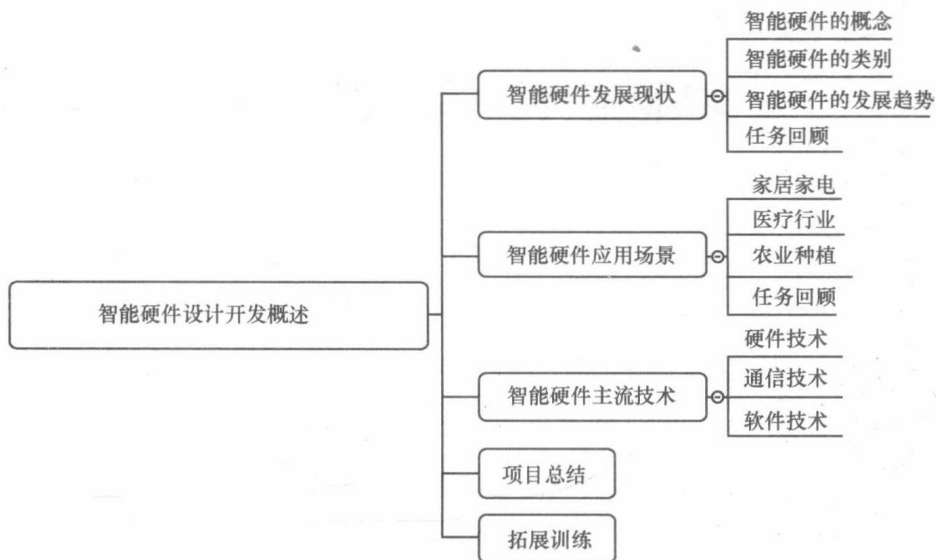 智能硬件设计开发概述
智能硬件发展现状
智能硬件的概念
智能硬件的类别
智能硬件的发展趋势
任务回顾
智能硬件应用场景
家居家电
医疗行业
农业种植
任务回顾
智能硬件主流技术
硬件技术
通信技术
软件技术
项目总结
拓展训练